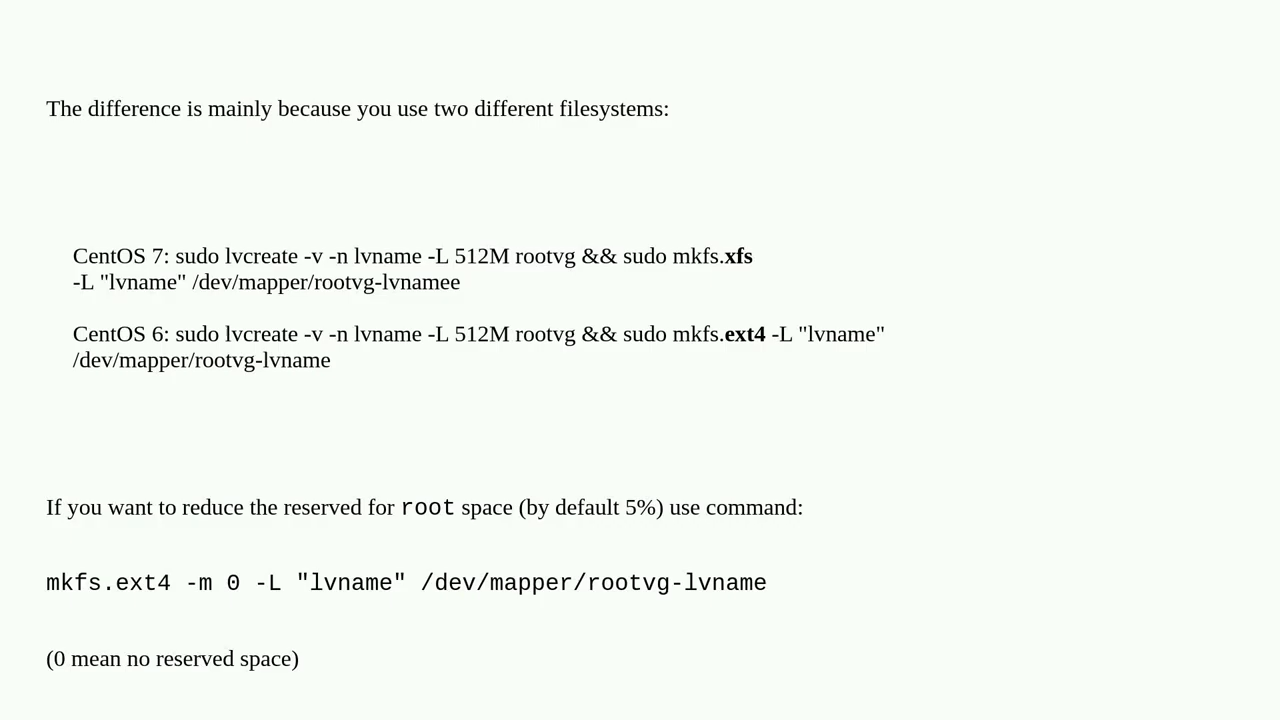 The difference is mainly because you use two different filesystems:
CentOS 7: sudo lvcreate -v -n lvname -L 512M rootvg && sudo mkfs.xfs
-L "lvname" /dev/mapper/rootvg-lvnamee
CentOS 6: sudo lvcreate -v -n lvname -L 512M rootvg && sudo mkfs.ext4 -L "lvname"
/dev/mapper/rootvg-lvname
If you want to reduce the reserved for root space (by default 5%) use command:
mkfs.ext4 -m 0 -L "lvname" /dev/mapper/rootvg-lvname
(0 mean no reserved space)